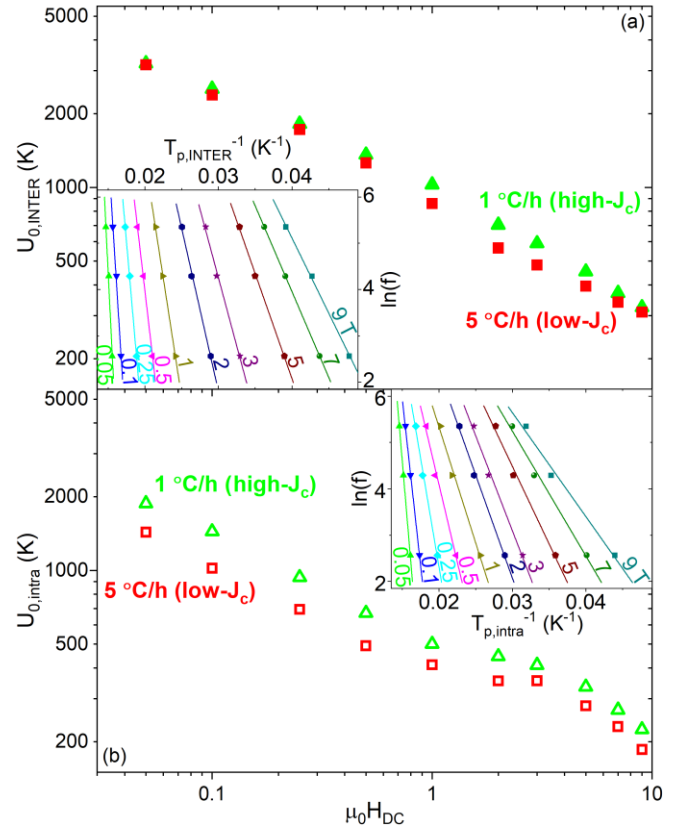 (a)
5000
2000
1000
500
200
U0,INTER (K)
Tp,INTER-1 (K-1)
0.02 0.03 0.04
6
4
2
ln(f)
0.05 0.1 0.25 0.5 1 2 3 5 7 9 T
1 °C/h (high-Jc)
5 °C/h (low-Jc)
5000
2000
1000
500
200
U0,intra (K)
1 °C/h (high-Jc)
5 °C/h (low-Jc)
6
4
2
ln(f)
0.05 0.1 0.25 0.5 1 2 3 5 7 9 T
0.02 0.03 0.04
Tp,intra-1 (K-1)
(b)
0.1 1 10
μ0HDC